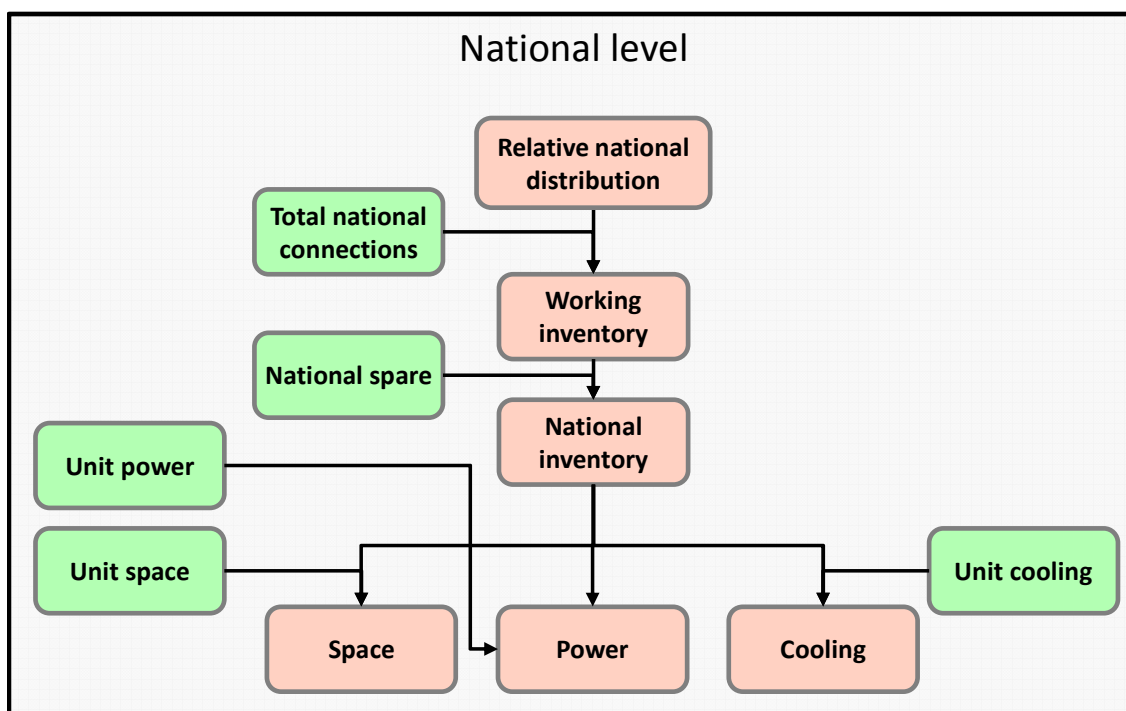 National level
Relative national
distribution
Total national
connections
Working
inventory
National spare
National
inventory
Unit power
Unit space
Unit cooling
Space
Power
Cooling